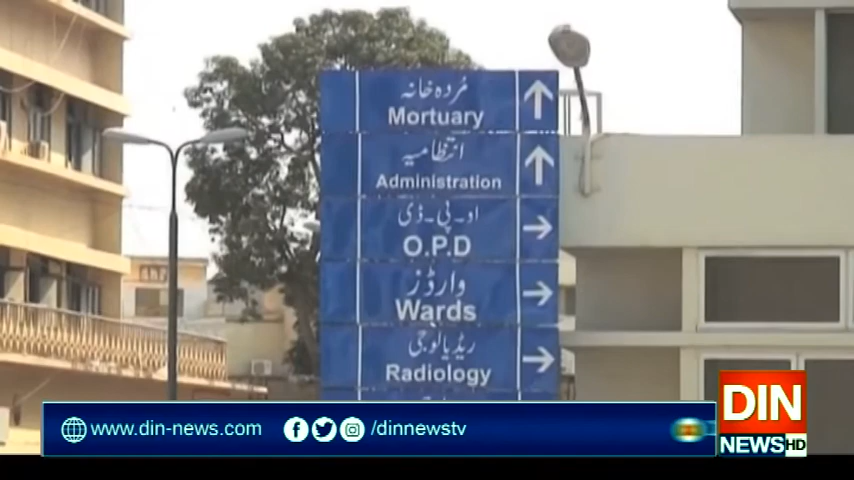 مُردہ خانہ
Mortuary
انتظامیہ
Administration
او-پی-ڈی
O.P.D
وارڈز
Wards
ریڈیالوجی
Radiology
www.din-news.com
/dinnewstv
DIN
NEWS HD